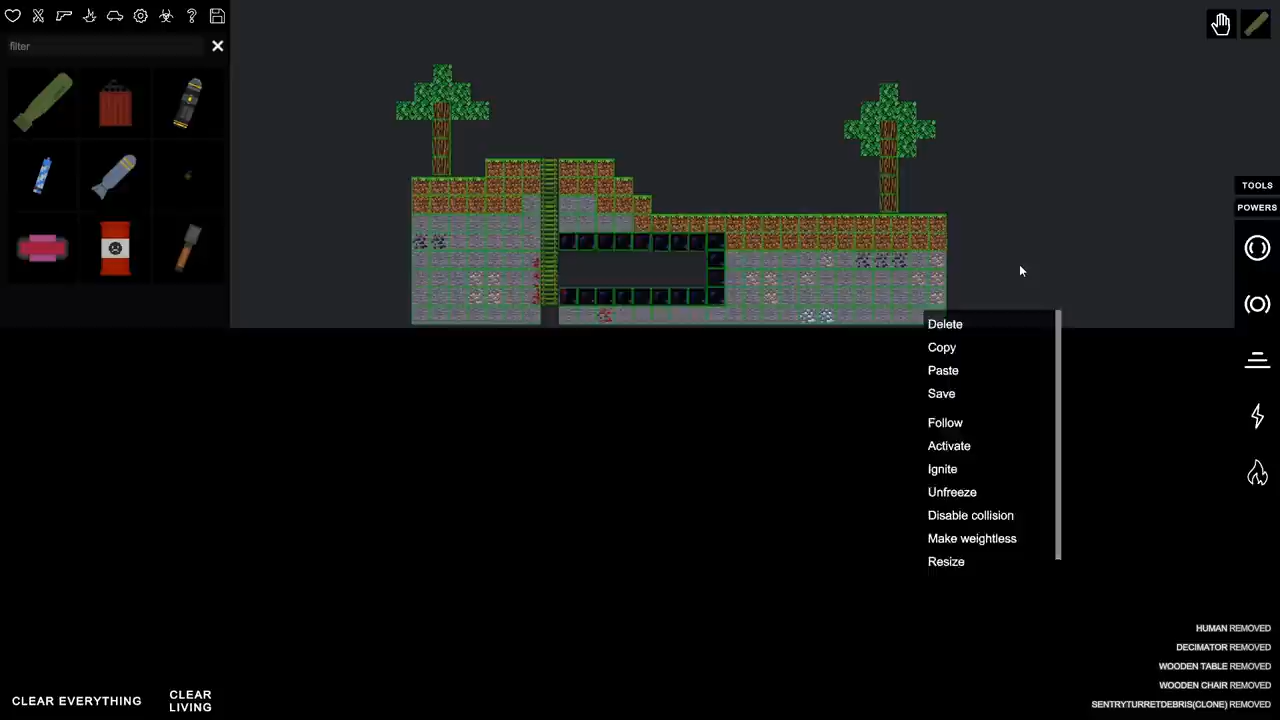 filter
TOOLS
POWERS
Delete
Copy
Paste
Save
Follow
Activate
Ignite
Unfreeze
Disable collision
Make weightless
Resize
HUMAN REMOVED
DECIMATOR REMOVED
WOODEN TABLE REMOVED
WOODEN CHAIR REMOVED
SENTRYTURRETDEBRIS(CLONE) REMOVED
CLEAR EVERYTHING
CLEAR
LIVING